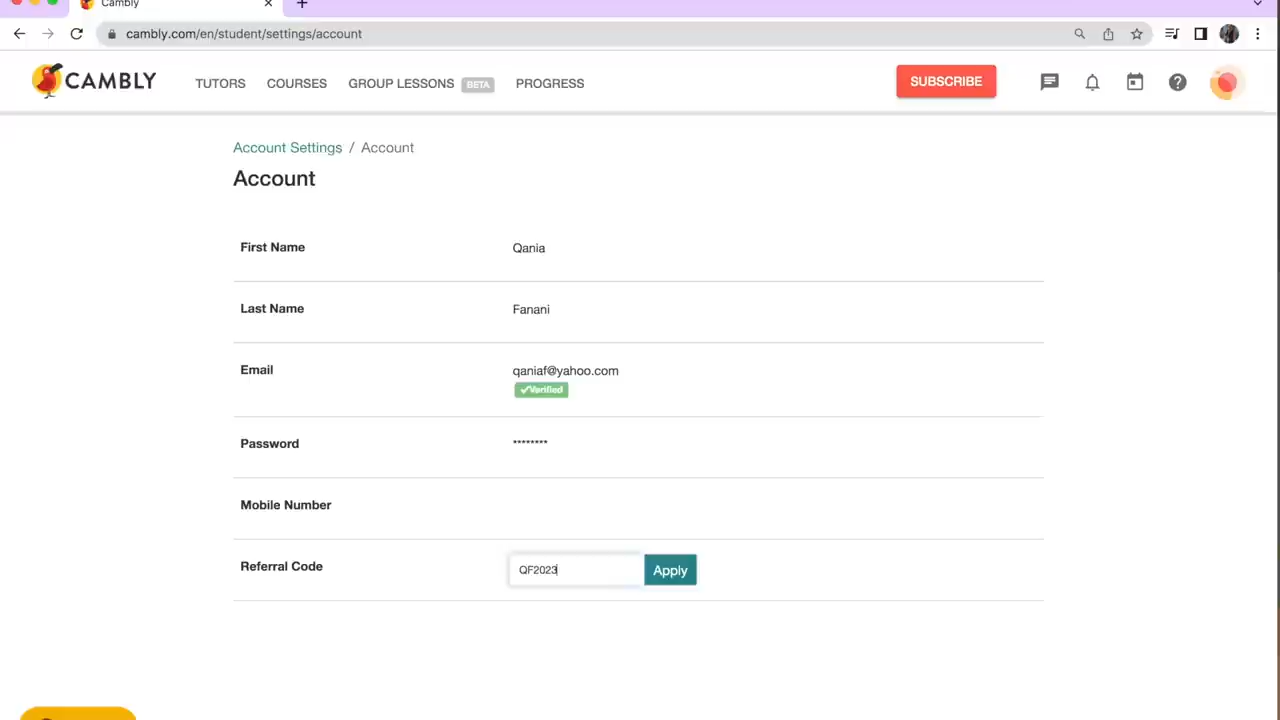 Cambly
cambly.com/en/student/settings/account
CAMBLY TUTORS COURSES GROUP LESSONS BETA PROGRESS SUBSCRIBE
Account Settings / Account
Account
First Name Qania
Last Name Fanani
Email qaniaf@yahoo.com
Verified
Password ********
Mobile Number
Referral Code QF2023 Apply